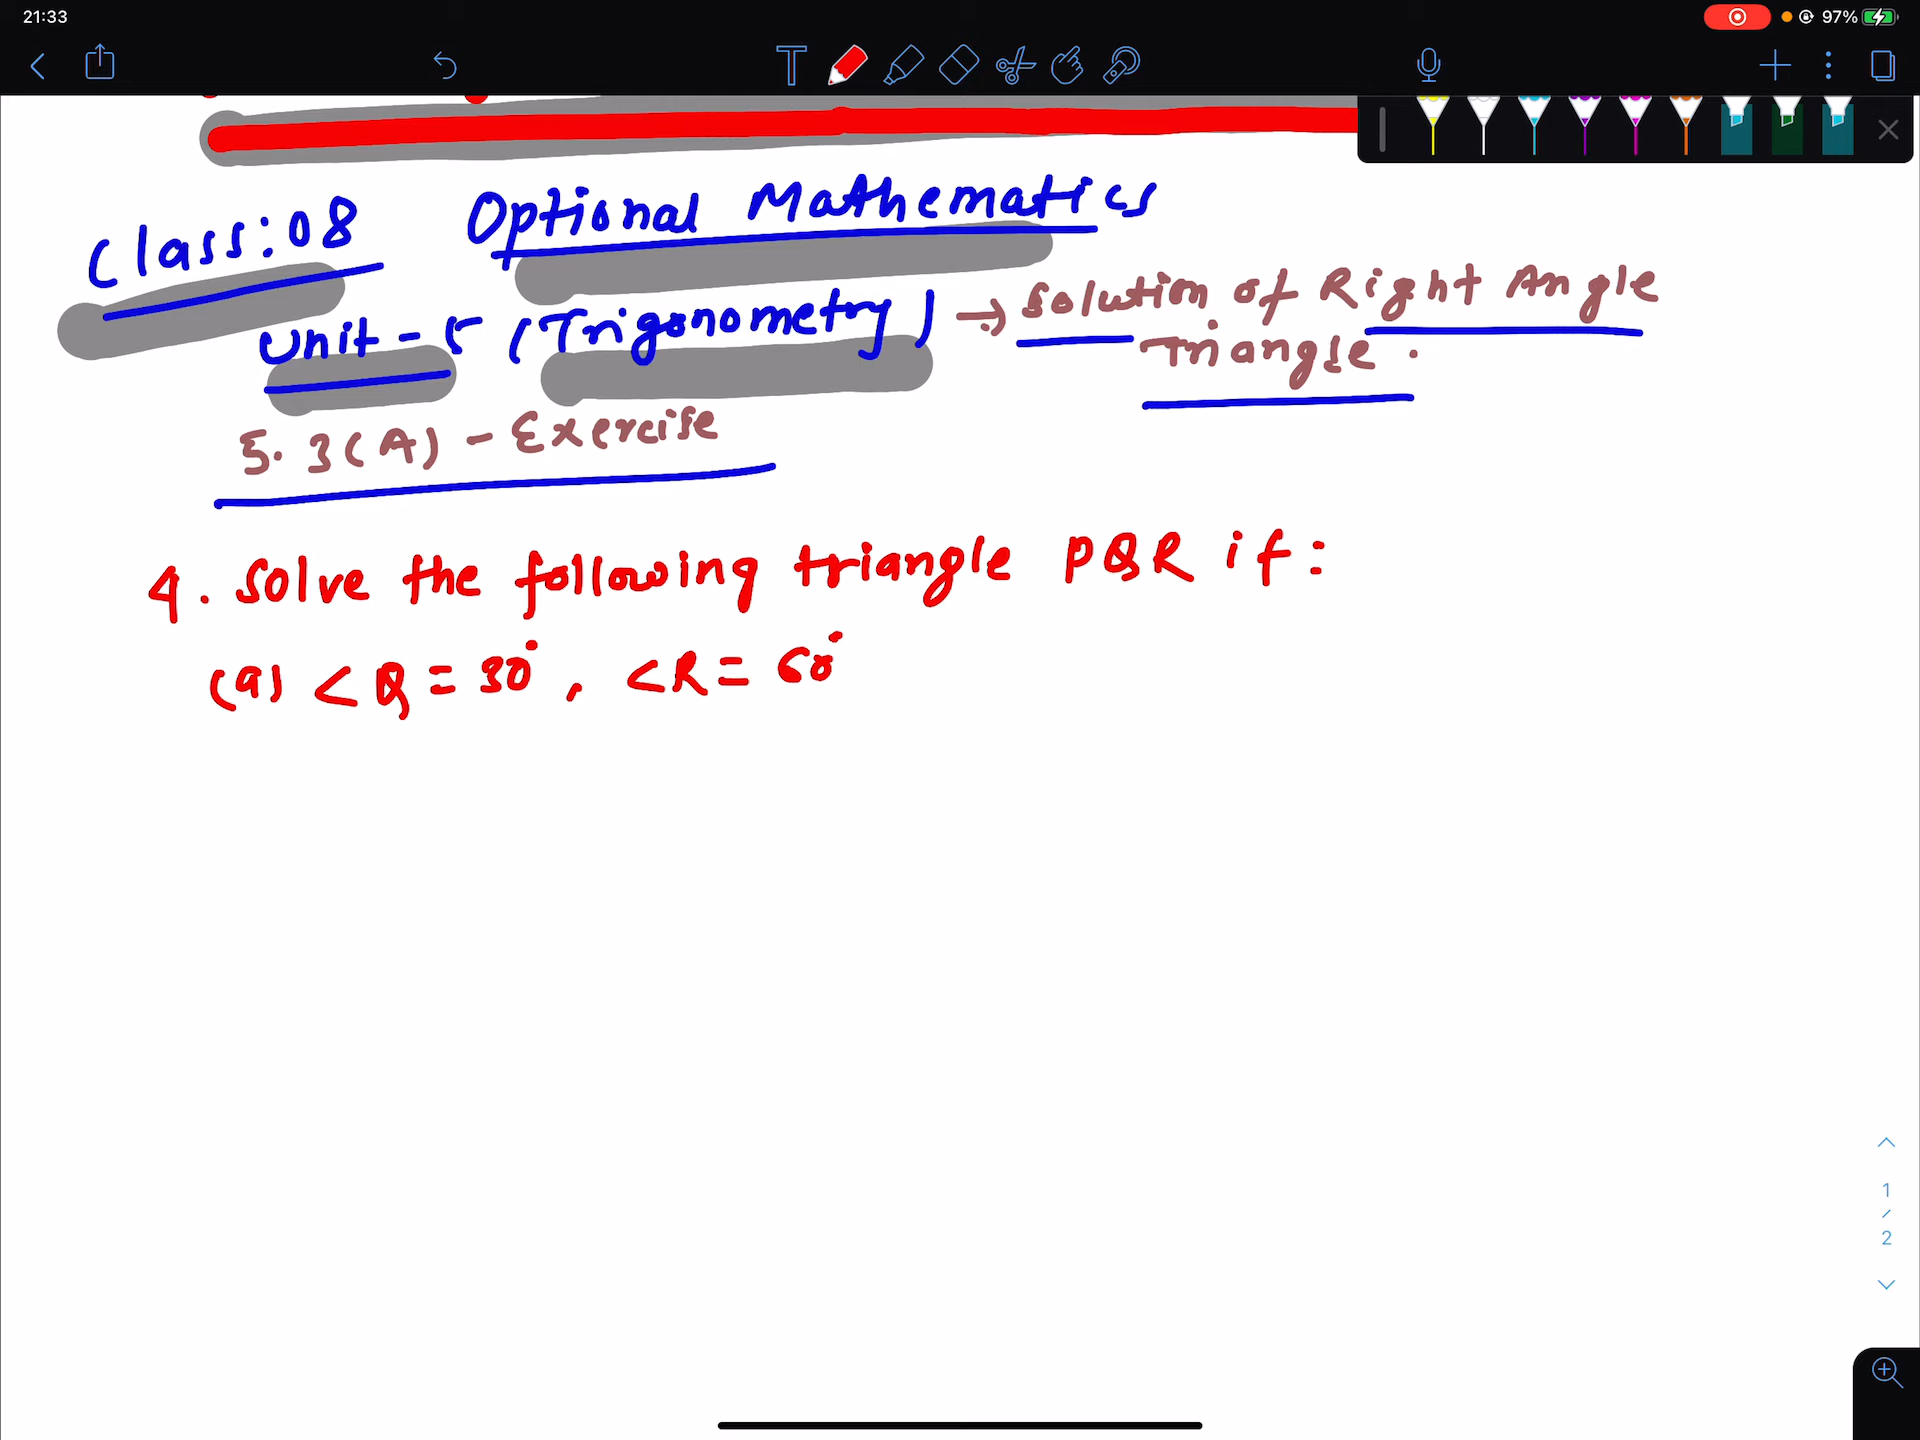 21:33
97%
Class:08 Optional Mathematics
Unit-5 (Trigonometry) → Solution of Right Angle
Triangle.
5.3(A) - Exercise
4. Solve the following triangle PQR if:
(a) <Q = 30°, <R = 60°
1
/
2